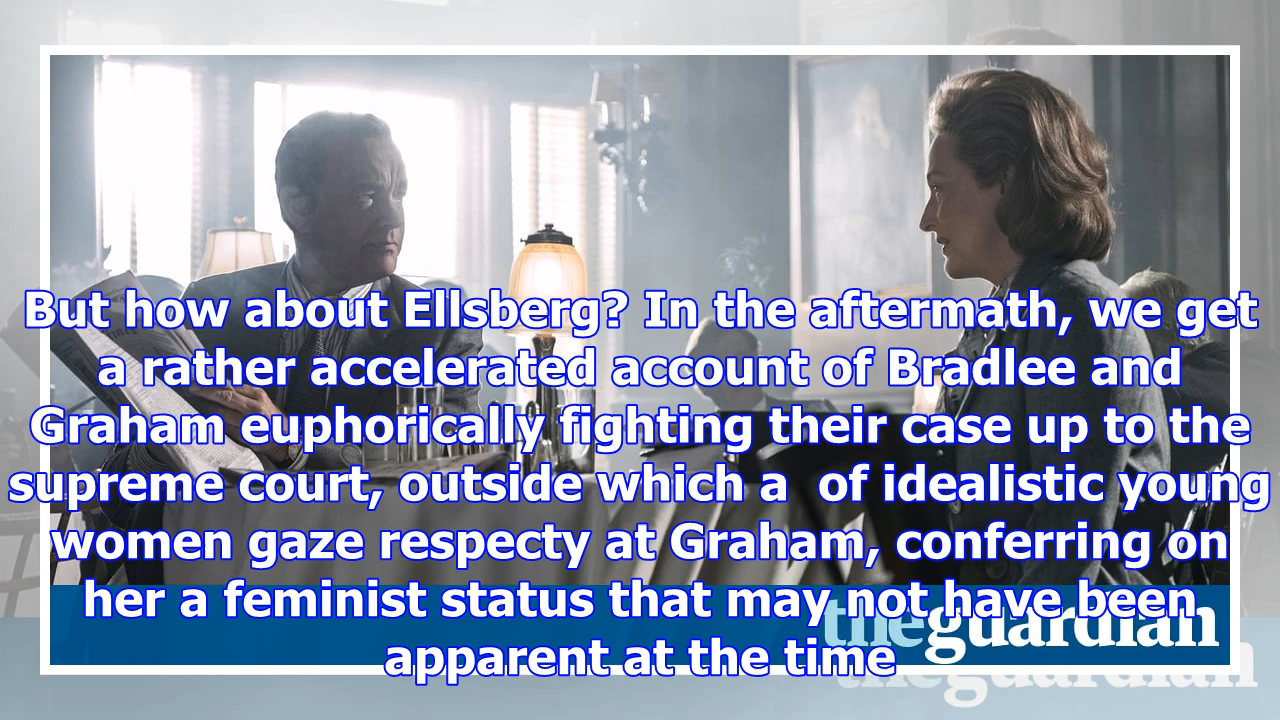 But how about Ellsberg? In the aftermath, we get
a rather accelerated account of Bradlee and
Graham euphorically fighting their case up to the
supreme court, outside which a  of idealistic young
women gaze respecty at Graham, conferring on
her a feminist status that may not have been
apparent at the time
theguardian
theguardian